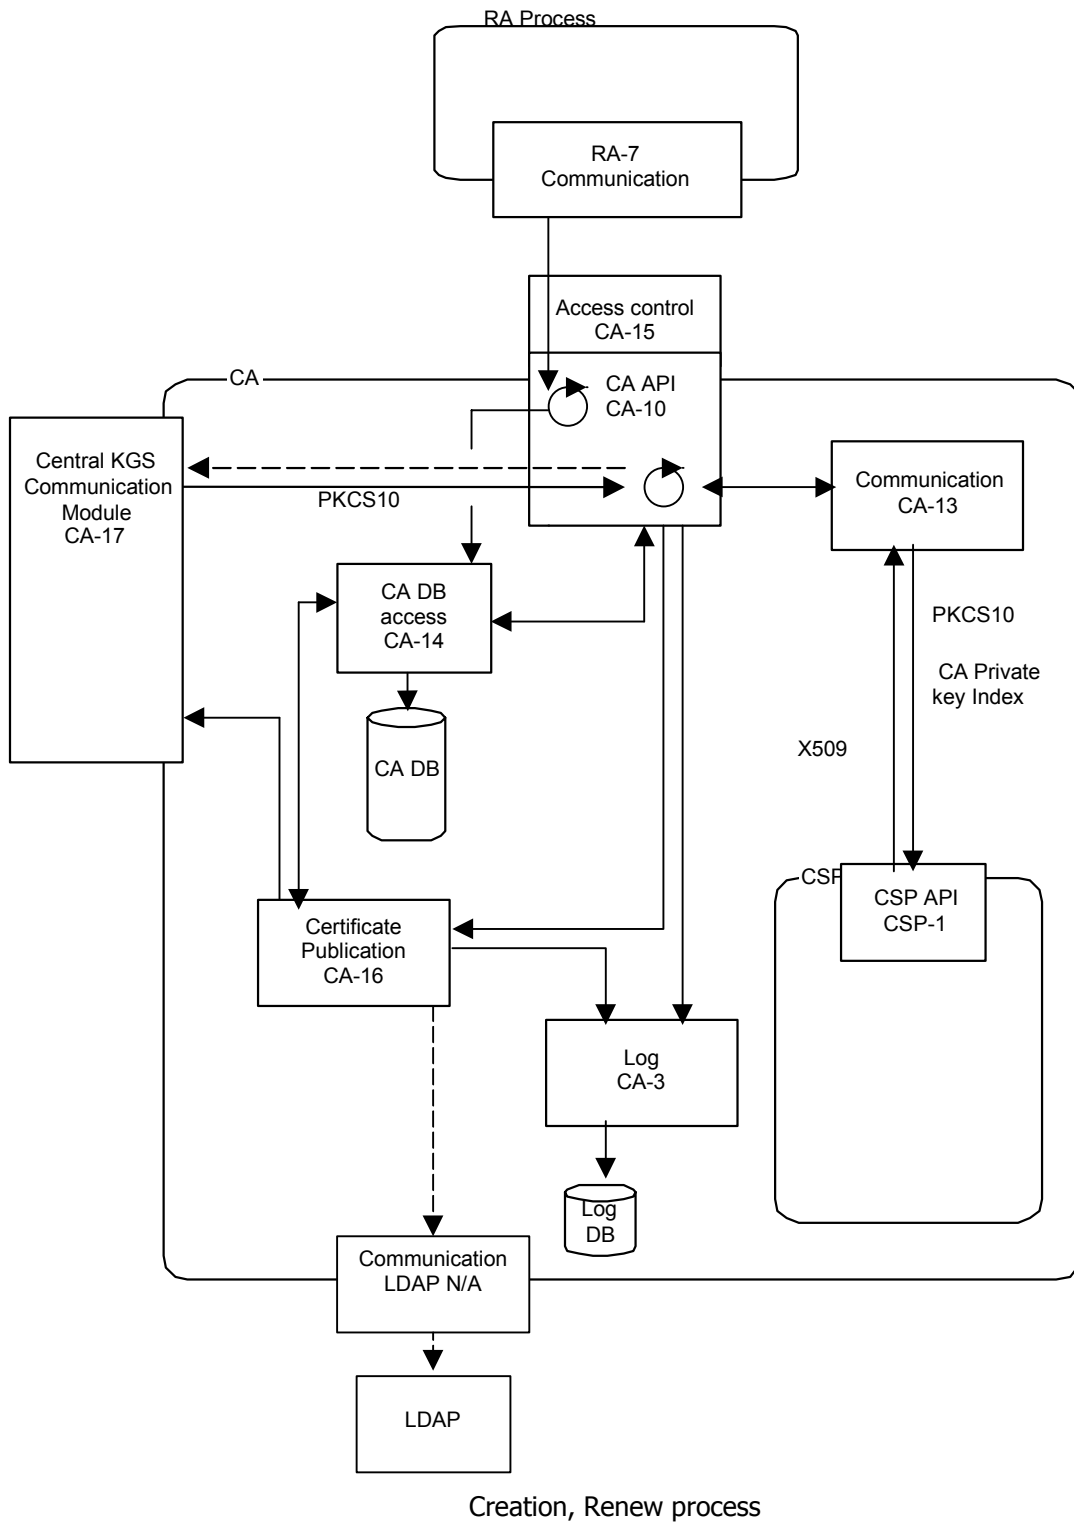 RA Process
RA-7
Communication
Access control
CA-15
CA
CA API
CA-10
Central KGS
Communication
Module
CA-17
PKCS10
Communication
CA-13
CA DB
access
CA-14
PKCS10
CA Private
key Index
X509
CA DB
CSP
CSP API
CSP-1
Certificate
Publication
CA-16
Log
CA-3
Log
DB
Communication
LDAP N/A
LDAP
Creation, Renew process